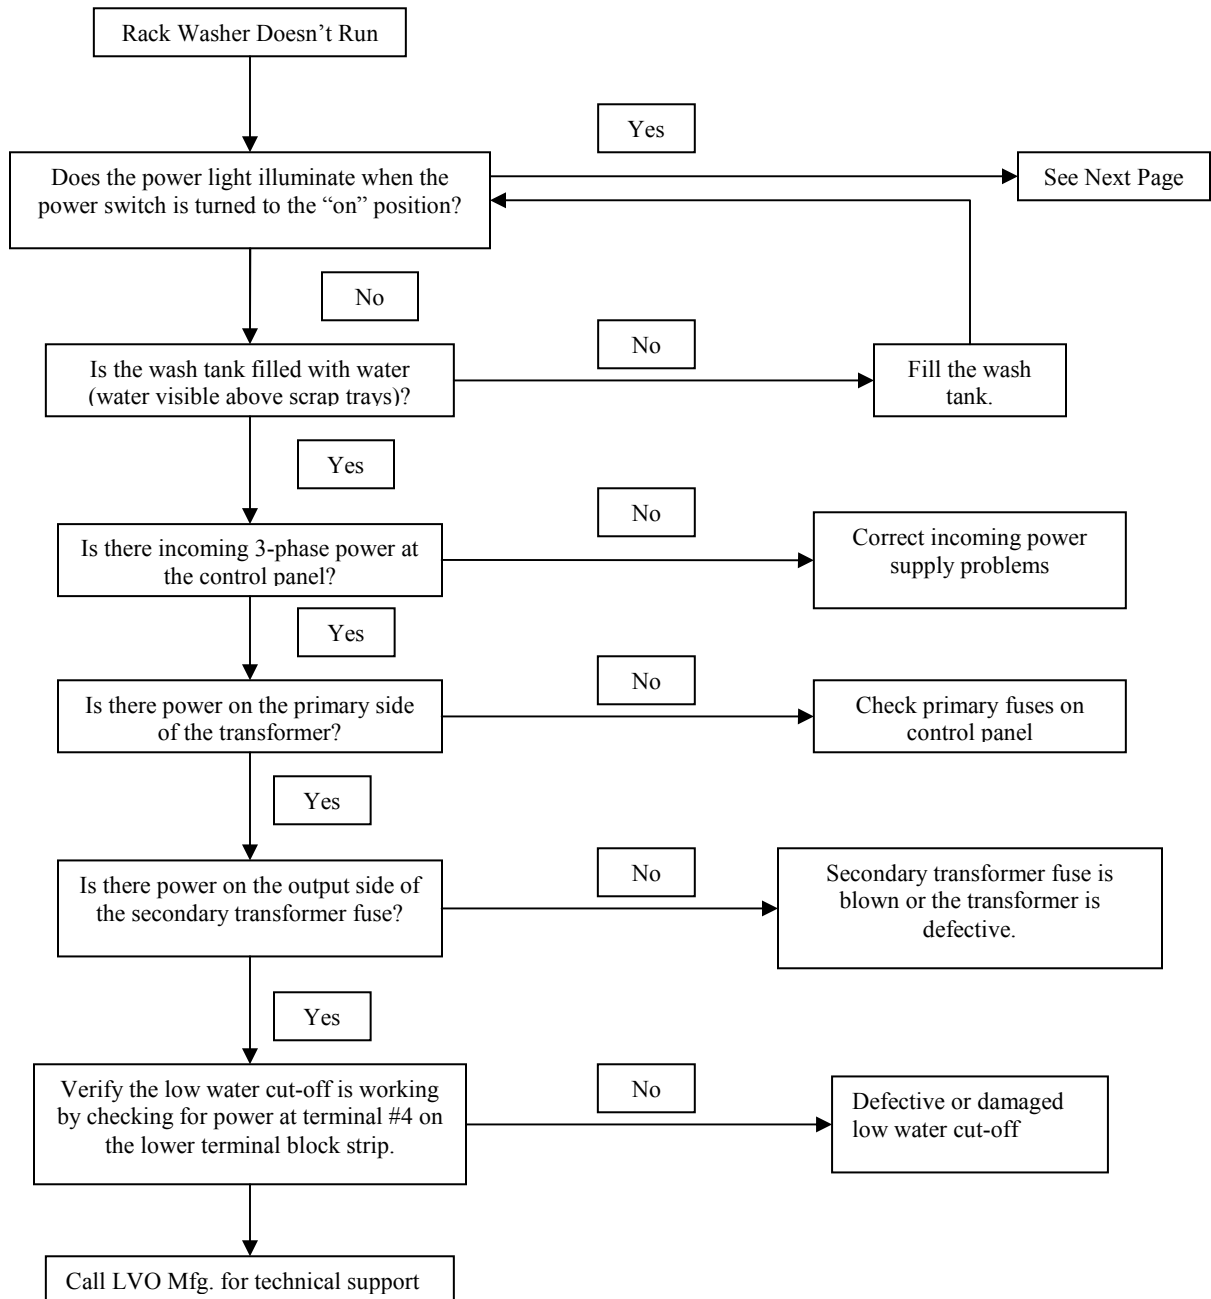 Rack Washer Doesn’t Run
Yes
Does the power light illuminate when the
power switch is turned to the “on” position?
See Next Page
No
Is the wash tank filled with water
(water visible above scrap trays)?
No
Fill the wash
tank.
Yes
Is there incoming 3-phase power at
the control panel?
No
Correct incoming power
supply problems
Yes
Is there power on the primary side
of the transformer?
No
Check primary fuses on
control panel
Yes
Is there power on the output side of
the secondary transformer fuse?
No
Secondary transformer fuse is
blown or the transformer is
defective.
Yes
Verify the low water cut-off is working
by checking for power at terminal #4 on
the lower terminal block strip.
No
Defective or damaged
low water cut-off
Call LVO Mfg. for technical support